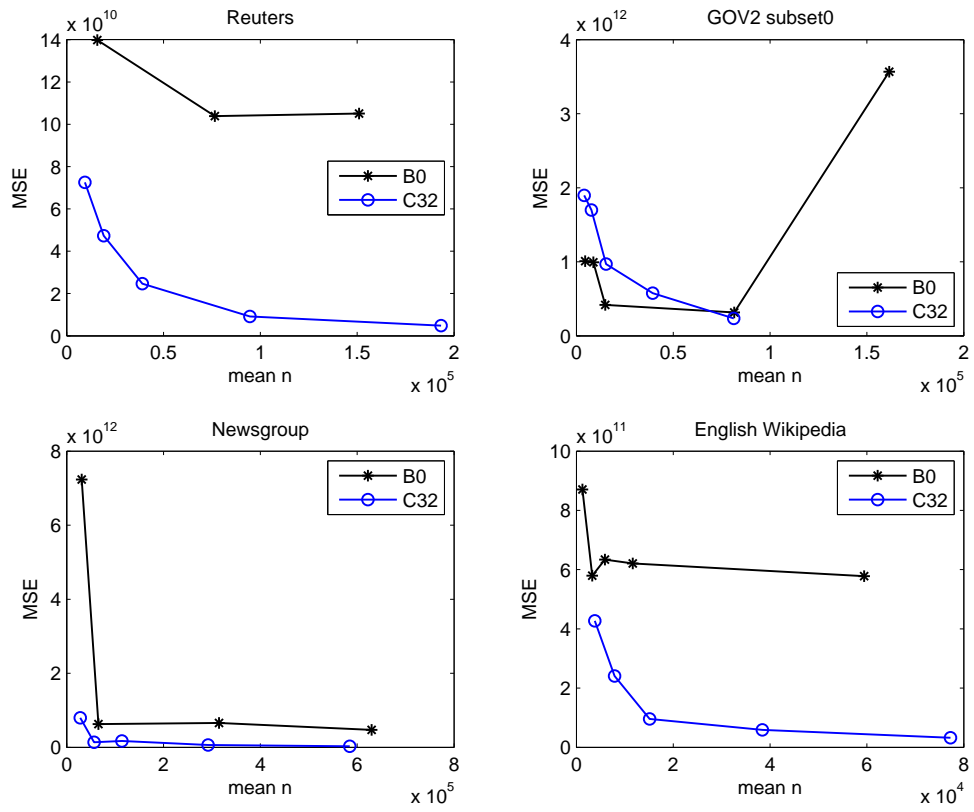 Reuters
x 10^10
14
12
10
8
6
4
2
0
MSE
0 0.5 1 1.5 2
mean n
x 10^5
B0
C32
GOV2 subset0
x 10^12
4
3
2
1
0
MSE
0 0.5 1 1.5 2
mean n
x 10^5
B0
C32
Newsgroup
x 10^12
8
6
4
2
0
MSE
0 2 4 6 8
mean n
x 10^5
B0
C32
English Wikipedia
x 10^11
10
8
6
4
2
0
MSE
0 2 4 6 8
mean n
x 10^4
B0
C32